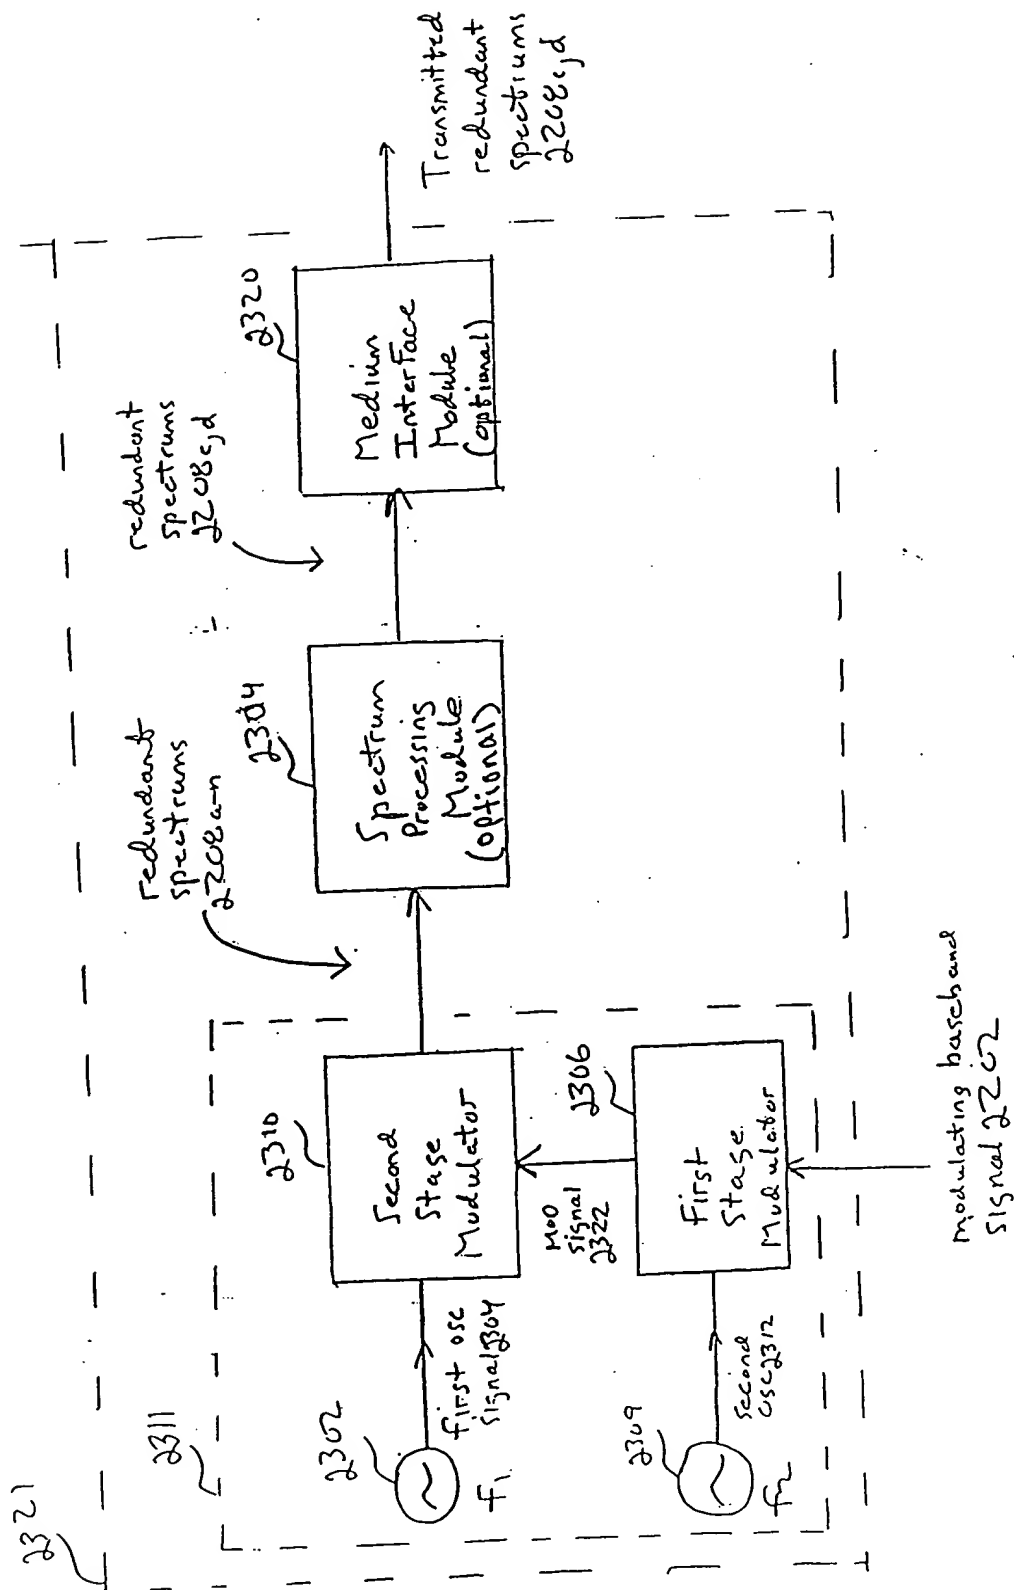 2321
2311
2302
F1
First osc
signal 2304
2309
F2
second
osc 2312
2310
Second
Stage
Modulator
MOD
signal
2322
2306
First
Stage
Modulator
modulating baseband
signal 2202
redundant
spectrums
2208a-n
2304
Spectrum
Processing
Module
(optional)
redundant
spectrums
2208c,d
2320
Medium
Interface
Module
(optional)
Transmitted
redundant
spectrums
2208c,d